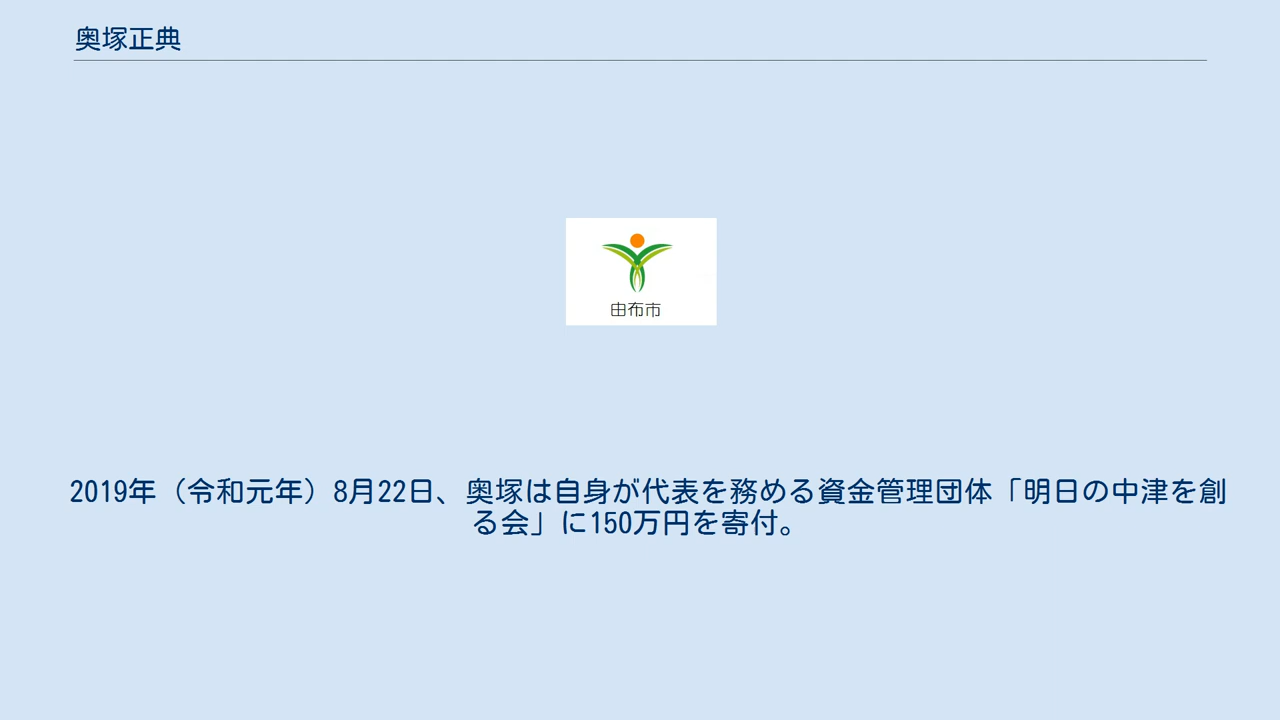 奥塚正典
由布市
2019年（令和元年）8月22日、奥塚は自身が代表を務める資金管理団体「明日の中津を創
る会」に150万円を寄付。